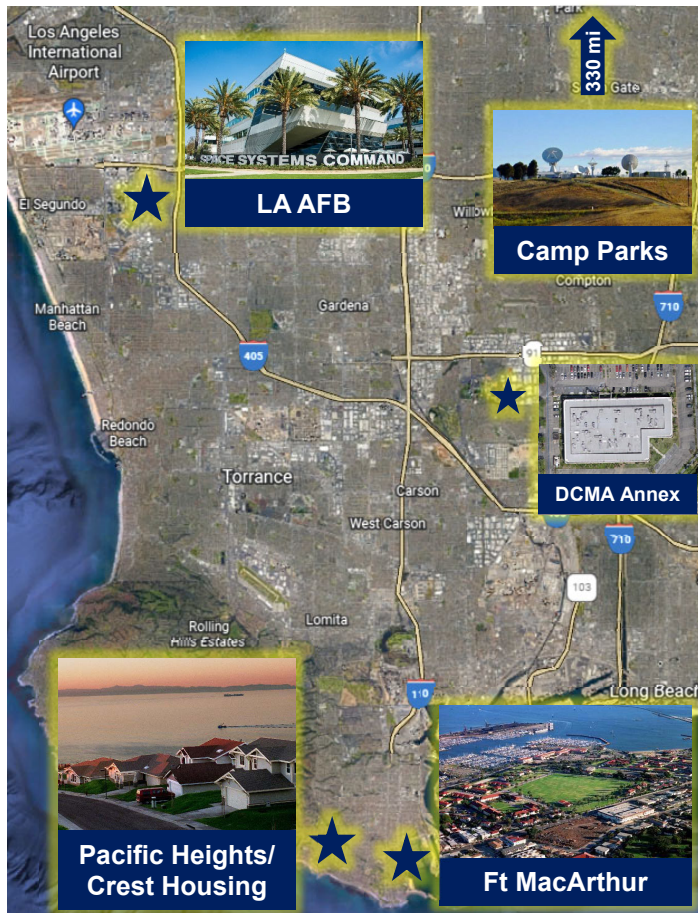 Park
Los Angeles
International
Airport
330 mi
Gate
SPACE SYSTEMS COMMAND
LA AFB
El Segundo
Camp Parks
Compton
Manhattan
Beach
Gardena
710
405
91
Redondo
Beach
Torrance
DCMA Annex
Carson
West Carson
710
103
Lomita
Rolling
Hills Estates
110
Long Beach
Pacific Heights/
Crest Housing
Ft MacArthur